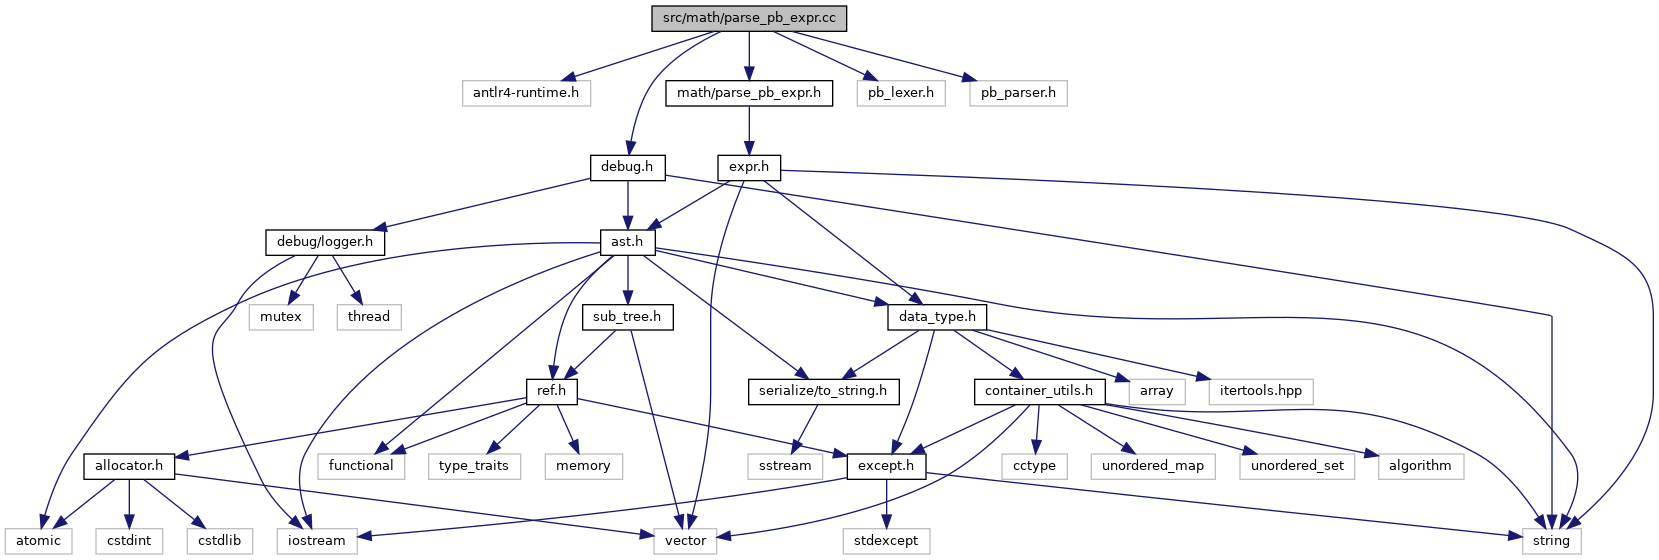 src/math/parse_pb_expr.cc
antlr4-runtime.h
math/parse_pb_expr.h
pb_lexer.h
pb_parser.h
debug.h
expr.h
debug/logger.h
ast.h
mutex
thread
sub_tree.h
data_type.h
ref.h
serialize/to_string.h
container_utils.h
array
itertools.hpp
allocator.h
functional
type_traits
memory
sstream
except.h
cctype
unordered_map
unordered_set
algorithm
atomic
cstdint
cstdlib
iostream
vector
stdexcept
string